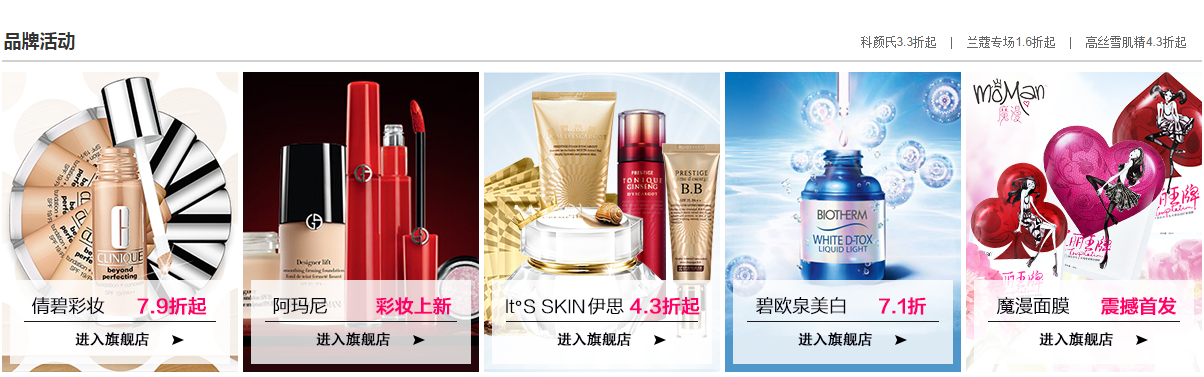 品牌活动
科颜氏3.3折起 | 兰蔻专场1.6折起 | 高丝雪肌精4.3折起
CLINIQUE
beyond
perfecting
倩碧彩妆 7.9折起
进入旗舰店
Designer lift
smoothing firming foundation
阿玛尼 彩妆上新
进入旗舰店
PRESTIGE
TONIQUE
GINSENG
D'ESCARGOT
PRESTIGE
B.B
It°S SKIN伊思 4.3折起
进入旗舰店
BIOTHERM
WHITE D-TOX
LIQUID LIGHT
碧欧泉美白 7.1折
进入旗舰店
moMan
魔漫
魔漫面膜 震撼首发
进入旗舰店